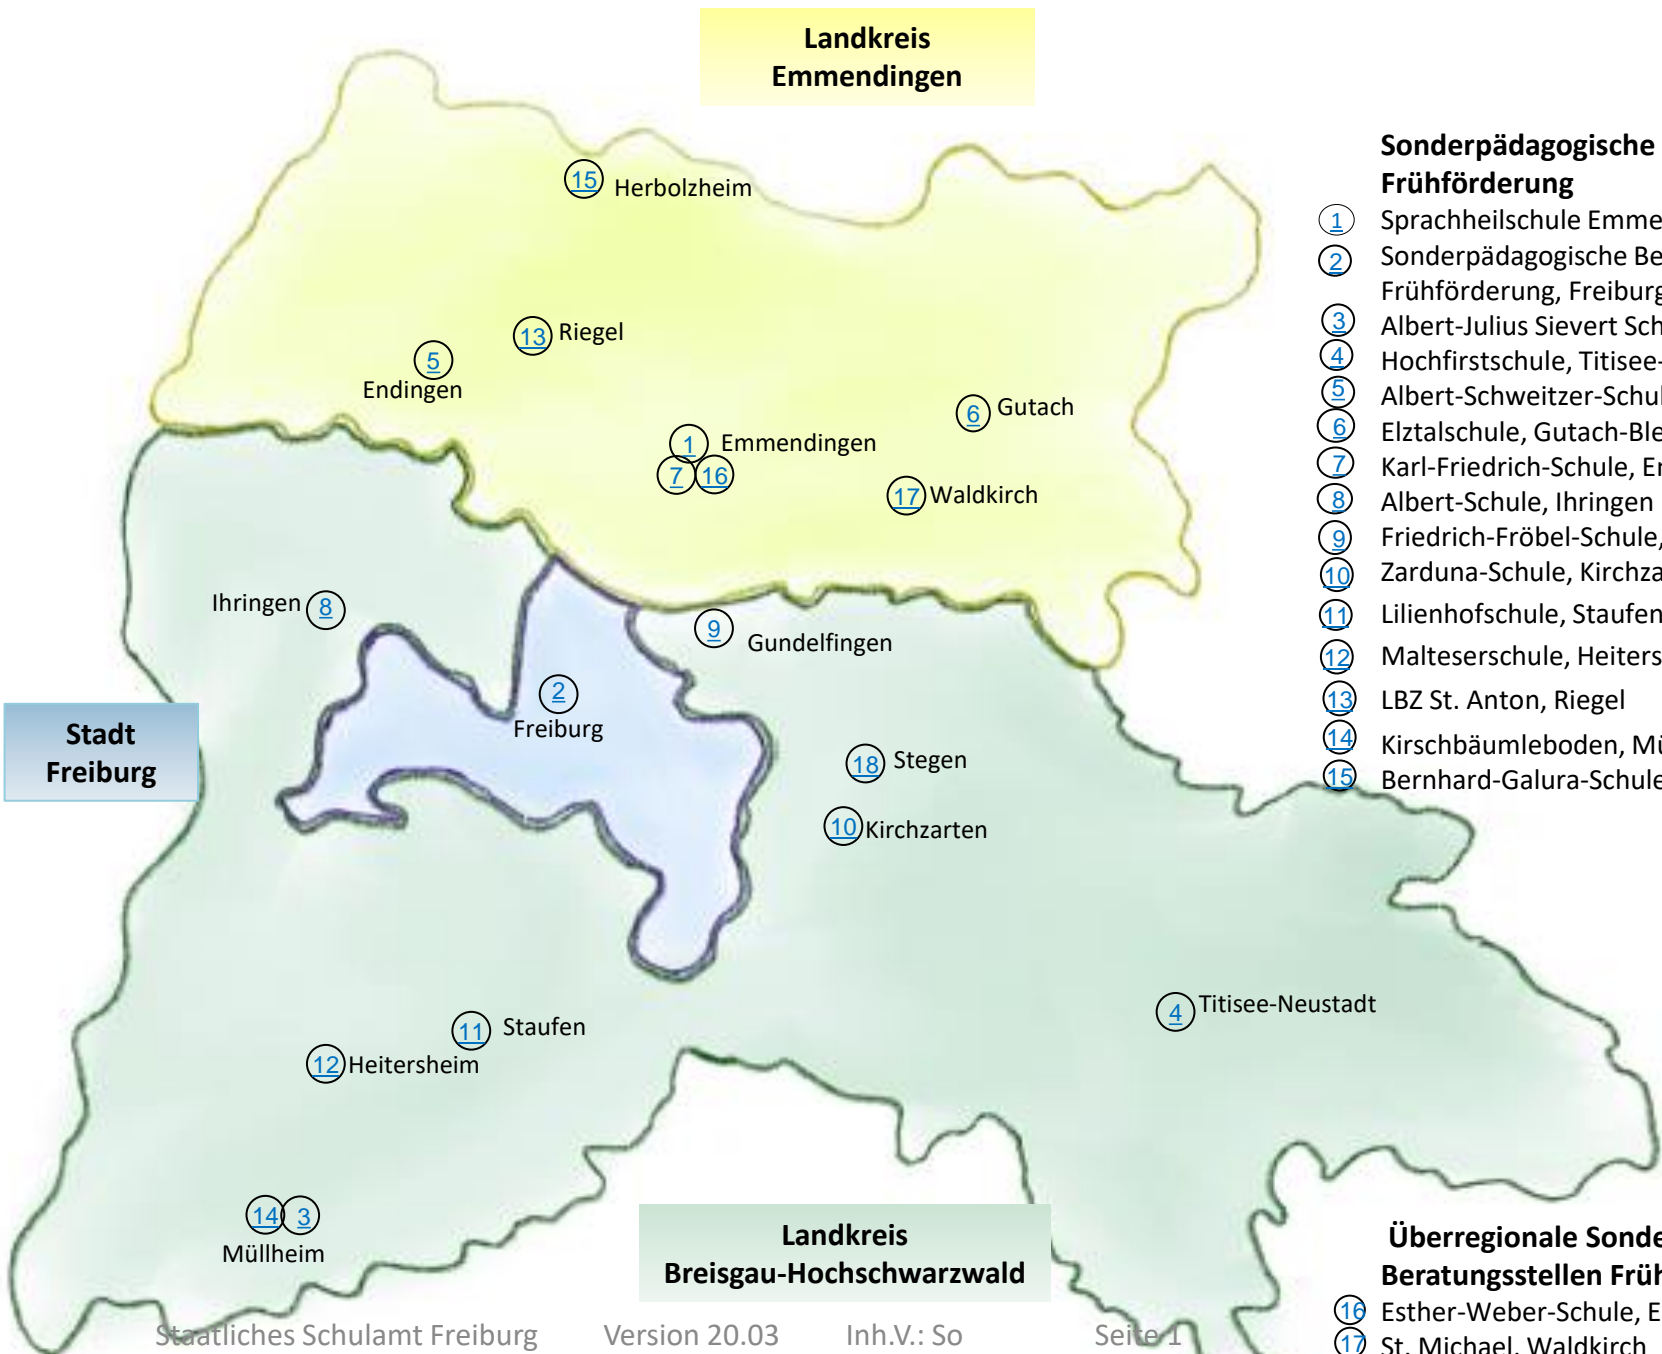 Landkreis
Emmendingen
15 Herbolzheim
13 Riegel
5
Endingen
6 Gutach
1 Emmendingen
7 16
17 Waldkirch
Ihringen 8
9 Gundelfingen
2
Freiburg
Stadt
Freiburg
18 Stegen
10 Kirchzarten
4 Titisee-Neustadt
11 Staufen
12 Heitersheim
14 3
Müllheim
Landkreis
Breisgau-Hochschwarzwald
Sonderpädagogische
Frühförderung
1 Sprachheilschule Emme
2 Sonderpädagogische Be
Frühförderung, Freiburg
3 Albert-Julius Sievert Sch
4 Hochfirstschule, Titisee-
5 Albert-Schweitzer-Schul
6 Elztalschule, Gutach-Ble
7 Karl-Friedrich-Schule, Er
8 Albert-Schule, Ihringen
9 Friedrich-Fröbel-Schule,
10 Zarduna-Schule, Kirchza
11 Lilienhofschule, Staufen
12 Malteserschule, Heiters
13 LBZ St. Anton, Riegel
14 Kirschbäumleboden, Mü
15 Bernhard-Galura-Schule
Überregionale Sonde
Beratungsstellen Früh
16 Esther-Weber-Schule, E
17 St. Michael, Waldkirch
Staatliches Schulamt Freiburg Version 20.03 Inh.V.: So Seite 1